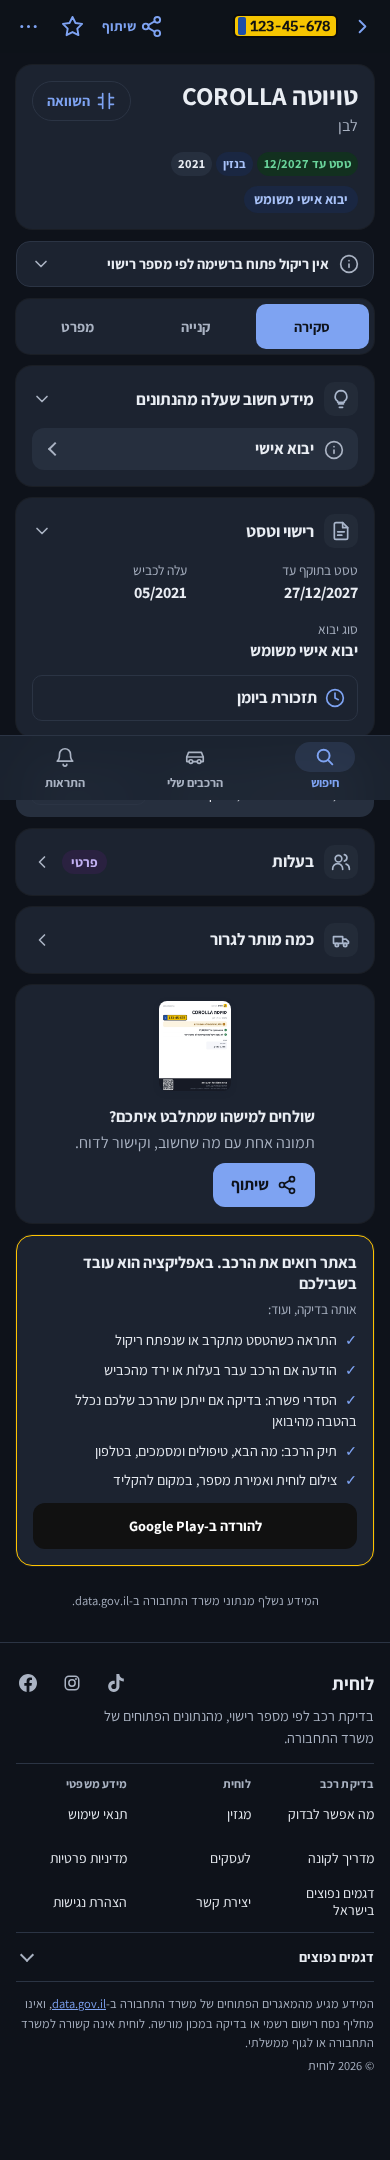 123-45-678
שיתוף
טויוטה COROLLA
השוואה
לבן
טסט עד 12/2027
בנזין
2021
יבוא אישי משומש
אין ריקול פתוח ברשימה לפי מספר רישוי
סקירה
קנייה
מפרט
מידע חשוב שעלה מהנתונים
יבוא אישי
רישוי וטסט
טסט בתוקף עד
עלה לכביש
27/12/2027
05/2021
סוג יבוא
יבוא אישי משומש
תזכורת ביומן
חיפוש
הרכבים שלי
התראות
בעלות
פרטי
כמה מותר לגרור
שולחים למישהו שמתלבט איתכם?
תמונה אחת עם מה שחשוב, וקישור לדוח.
שיתוף
באתר רואים את הרכב. באפליקציה הוא עובד
בשבילכם
אותה בדיקה, ועוד:
✓ התראה כשהטסט מתקרב או שנפתח ריקול
✓ הודעה אם הרכב עבר בעלות או ירד מהכביש
✓ הסדרי פשרה: בדיקה אם ייתכן שהרכב שלכם נכלל
בהטבה מהיבואן
✓ תיק הרכב: מה הבא, טיפולים ומסמכים, בטלפון
✓ צילום לוחית ואמירת מספר, במקום להקליד
להורדה ב-Google Play
המידע נשלף מנתוני משרד התחבורה ב-data.gov.il.
לוחית
בדיקת רכב לפי מספר רישוי, מהנתונים הפתוחים של
משרד התחבורה.
בדיקת רכב
לוחית
מידע משפטי
מה אפשר לבדוק
מגזין
תנאי שימוש
מדריך לקונה
לעסקים
מדיניות פרטיות
דגמים נפוצים
בישראל
יצירת קשר
הצהרת נגישות
דגמים נפוצים
המידע מגיע מהמאגרים הפתוחים של משרד התחבורה ב-data.gov.il, ואינו
מחליף נסח רישום רשמי או בדיקה במכון מורשה. לוחית אינה קשורה למשרד
התחבורה או לגוף ממשלתי.
© 2026 לוחית